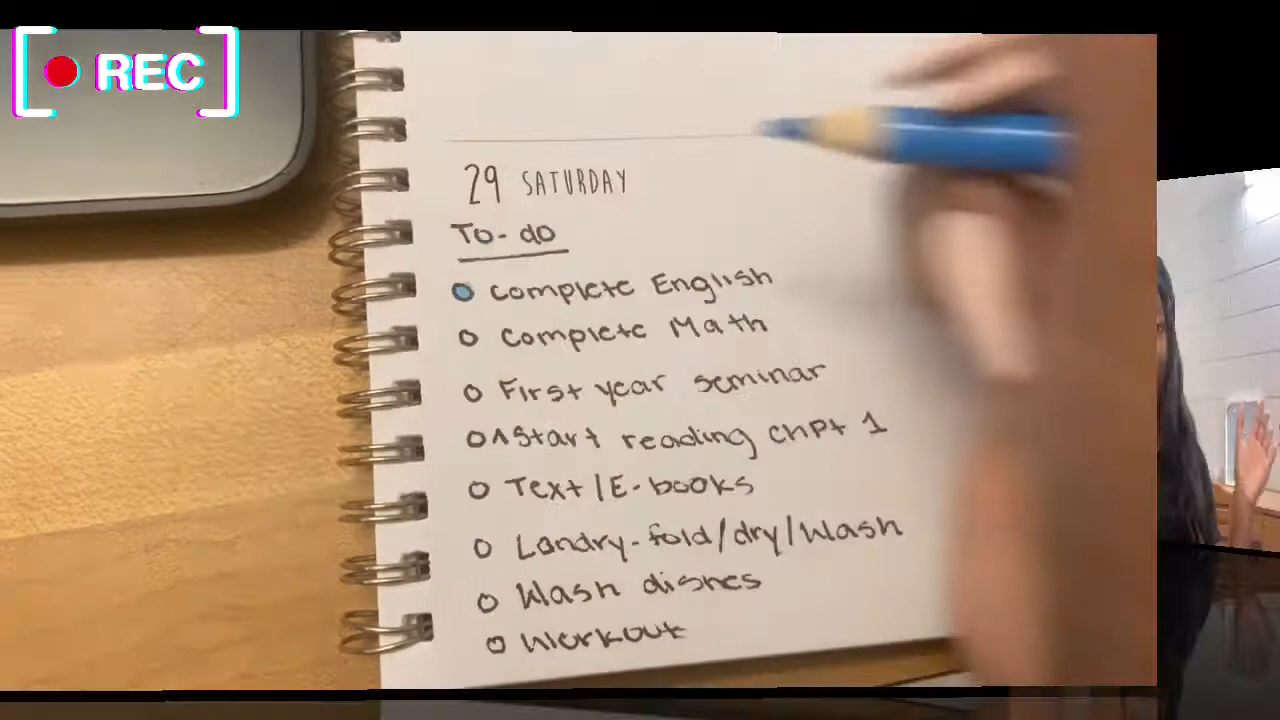 REC
29 SATURDAY
To-do
Complete English
Complete Math
First year seminar
Start reading Chpt 1
Text/E-books
Landry-fold/dry/Wash
Wash dishes
Workout